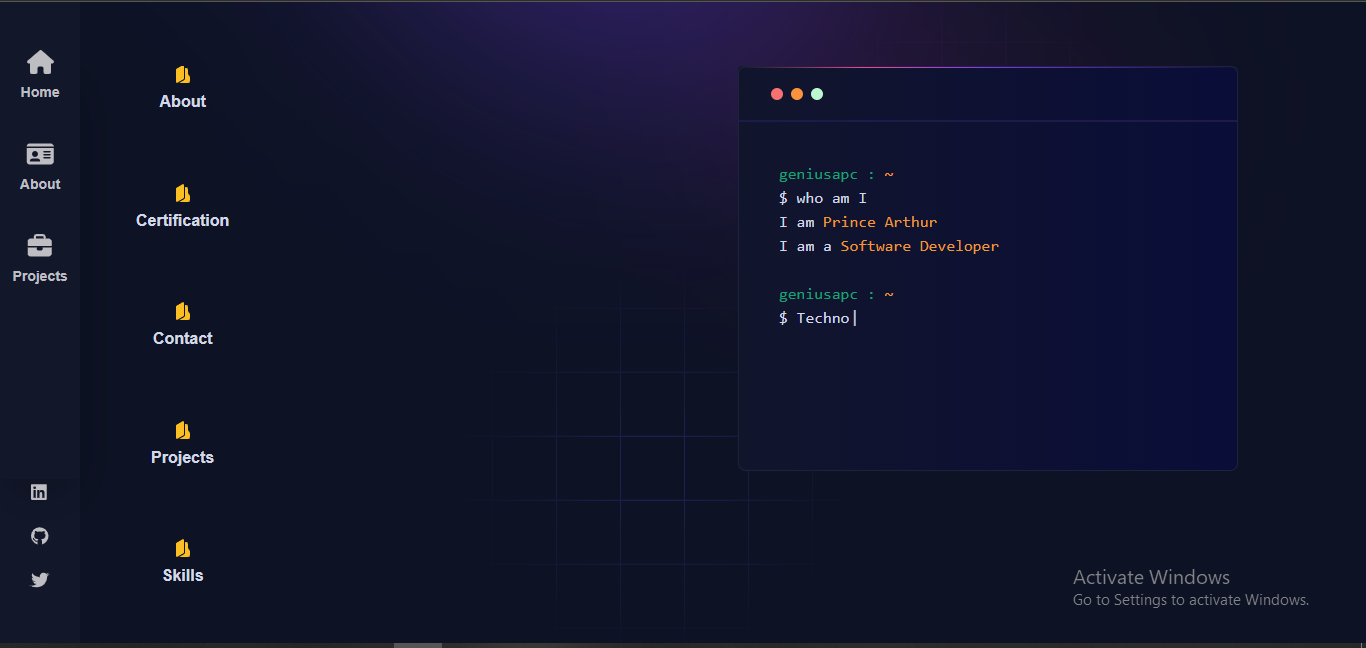 Home
About
Projects
About
Certification
Contact
Projects
Skills
geniusapc : ~
$ who am I
I am Prince Arthur
I am a Software Developer
geniusapc : ~
$ Techno
in
Activate Windows
Go to Settings to activate Windows.